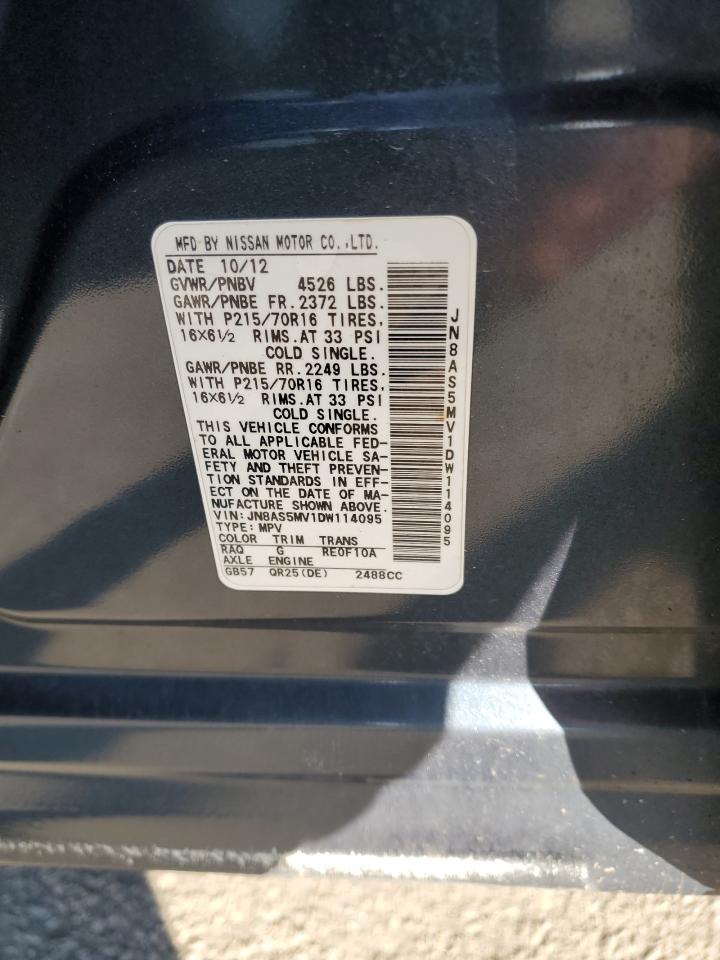 MFD BY NISSAN MOTOR CO.,LTD.
DATE 10/12
GVWR/PNBV 4526 LBS.
GAWR/PNBE FR. 2372 LBS.
WITH P215/70R16 TIRES,
16X6½ RIMS. AT 33 PSI
COLD SINGLE.
GAWR/PNBE RR. 2249 LBS.
WITH P215/70R16 TIRES,
16X6½ RIMS. AT 33 PSI
COLD SINGLE.
THIS VEHICLE CONFORMS
TO ALL APPLICABLE FED-
ERAL MOTOR VEHICLE SA-
FETY AND THEFT PREVEN-
TION STANDARDS IN EFF-
ECT ON THE DATE OF MA-
NUFACTURE SHOWN ABOVE.
VIN: JN8AS5MV1DW114095
TYPE: MPV
COLOR TRIM TRANS
RAQ G RE0F10A
AXLE ENGINE
GB57 QR25(DE) 2488CC
JN8AS5MV1DW114095